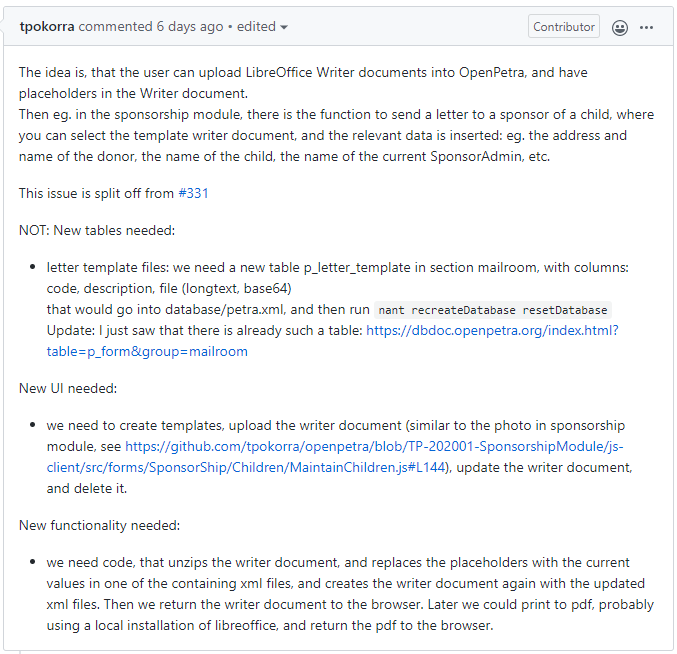 tpokorra commented 6 days ago • edited
Contributor
The idea is, that the user can upload LibreOffice Writer documents into OpenPetra, and have
placeholders in the Writer document.
Then eg. in the sponsorship module, there is the function to send a letter to a sponsor of a child, where
you can select the template writer document, and the relevant data is inserted: eg. the address and
name of the donor, the name of the child, the name of the current SponsorAdmin, etc.
This issue is split off from #331
NOT: New tables needed:
• letter template files: we need a new table p_letter_template in section mailroom, with columns:
code, description, file (longtext, base64)
that would go into database/petra.xml, and then run nant recreateDatabase resetDatabase
Update: I just saw that there is already such a table: https://dbdoc.openpetra.org/index.html?
table=p_form&group=mailroom
New UI needed:
• we need to create templates, upload the writer document (similar to the photo in sponsorship
module, see https://github.com/tpokorra/openpetra/blob/TP-202001-SponsorshipModule/js-
client/src/forms/SponsorShip/Children/MaintainChildren.js#L144), update the writer document,
and delete it.
New functionality needed:
• we need code, that unzips the writer document, and replaces the placeholders with the current
values in one of the containing xml files, and creates the writer document again with the updated
xml files. Then we return the writer document to the browser. Later we could print to pdf, probably
using a local installation of libreoffice, and return the pdf to the browser.